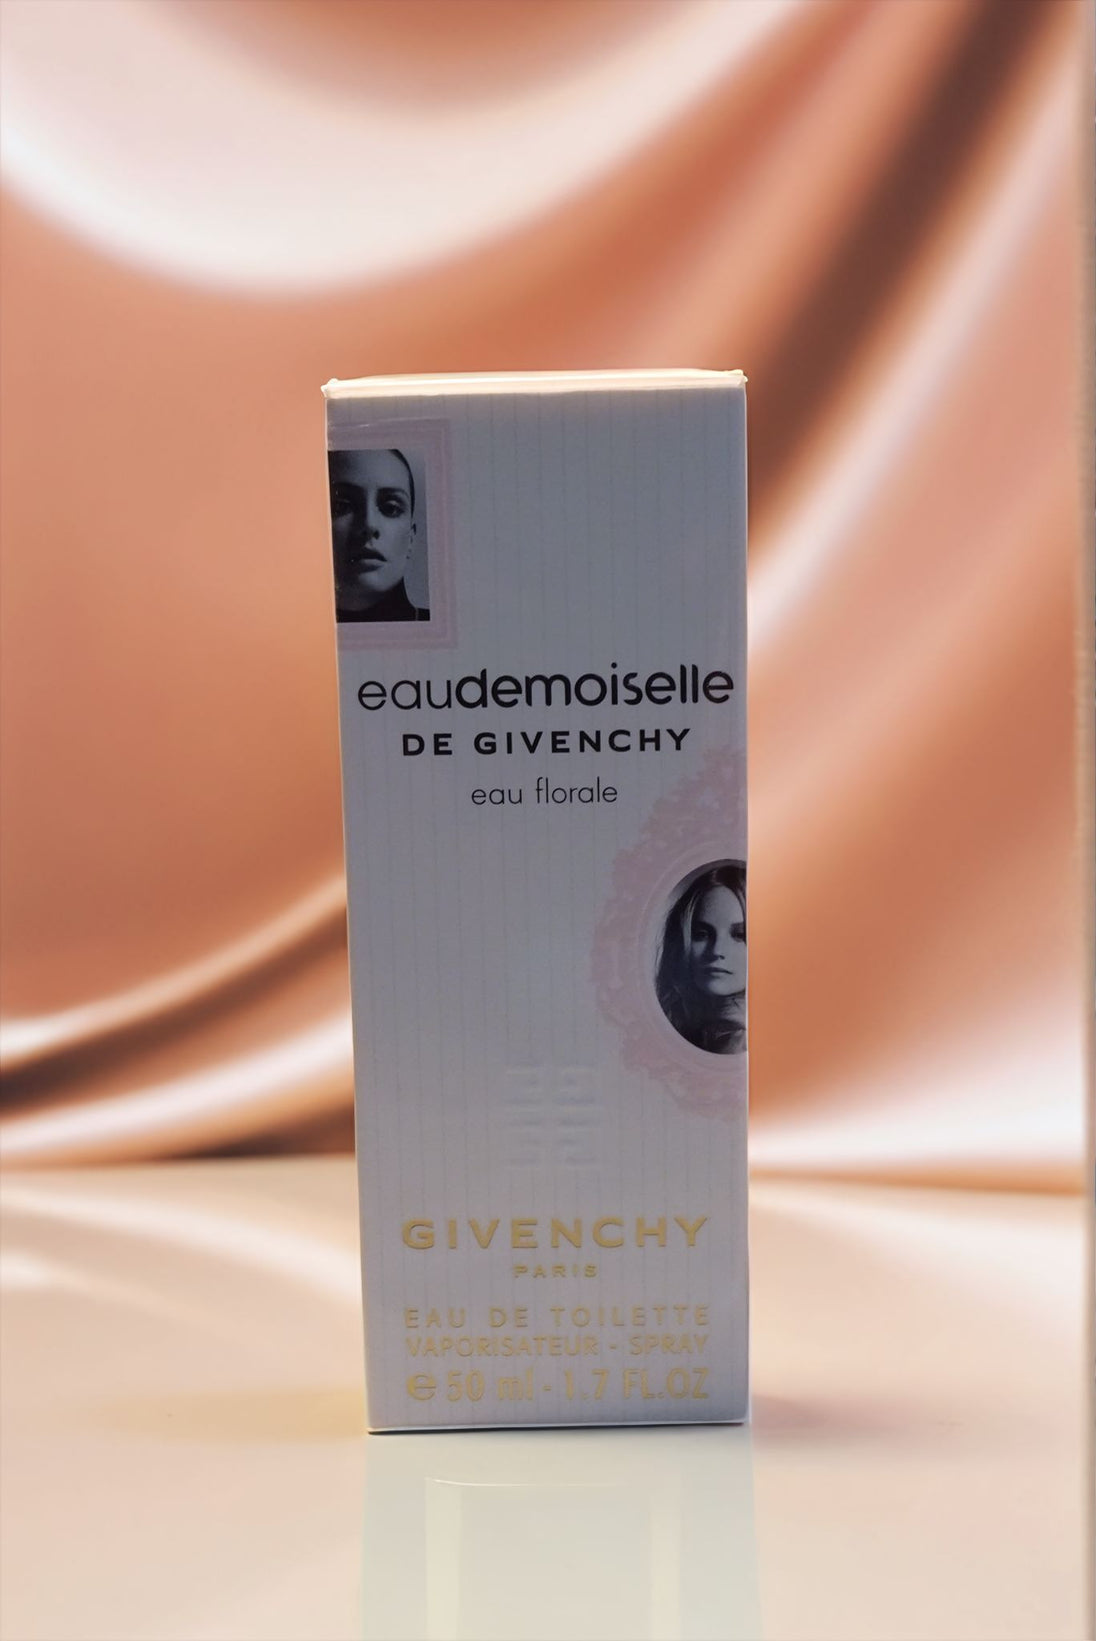 eaudemoiselle
DE GIVENCHY
eau florale
GIVENCHY
PARIS
EAU DE TOILETTE
VAPORISATEUR - SPRAY
℮ 50 ml - 1.7 FL.OZ